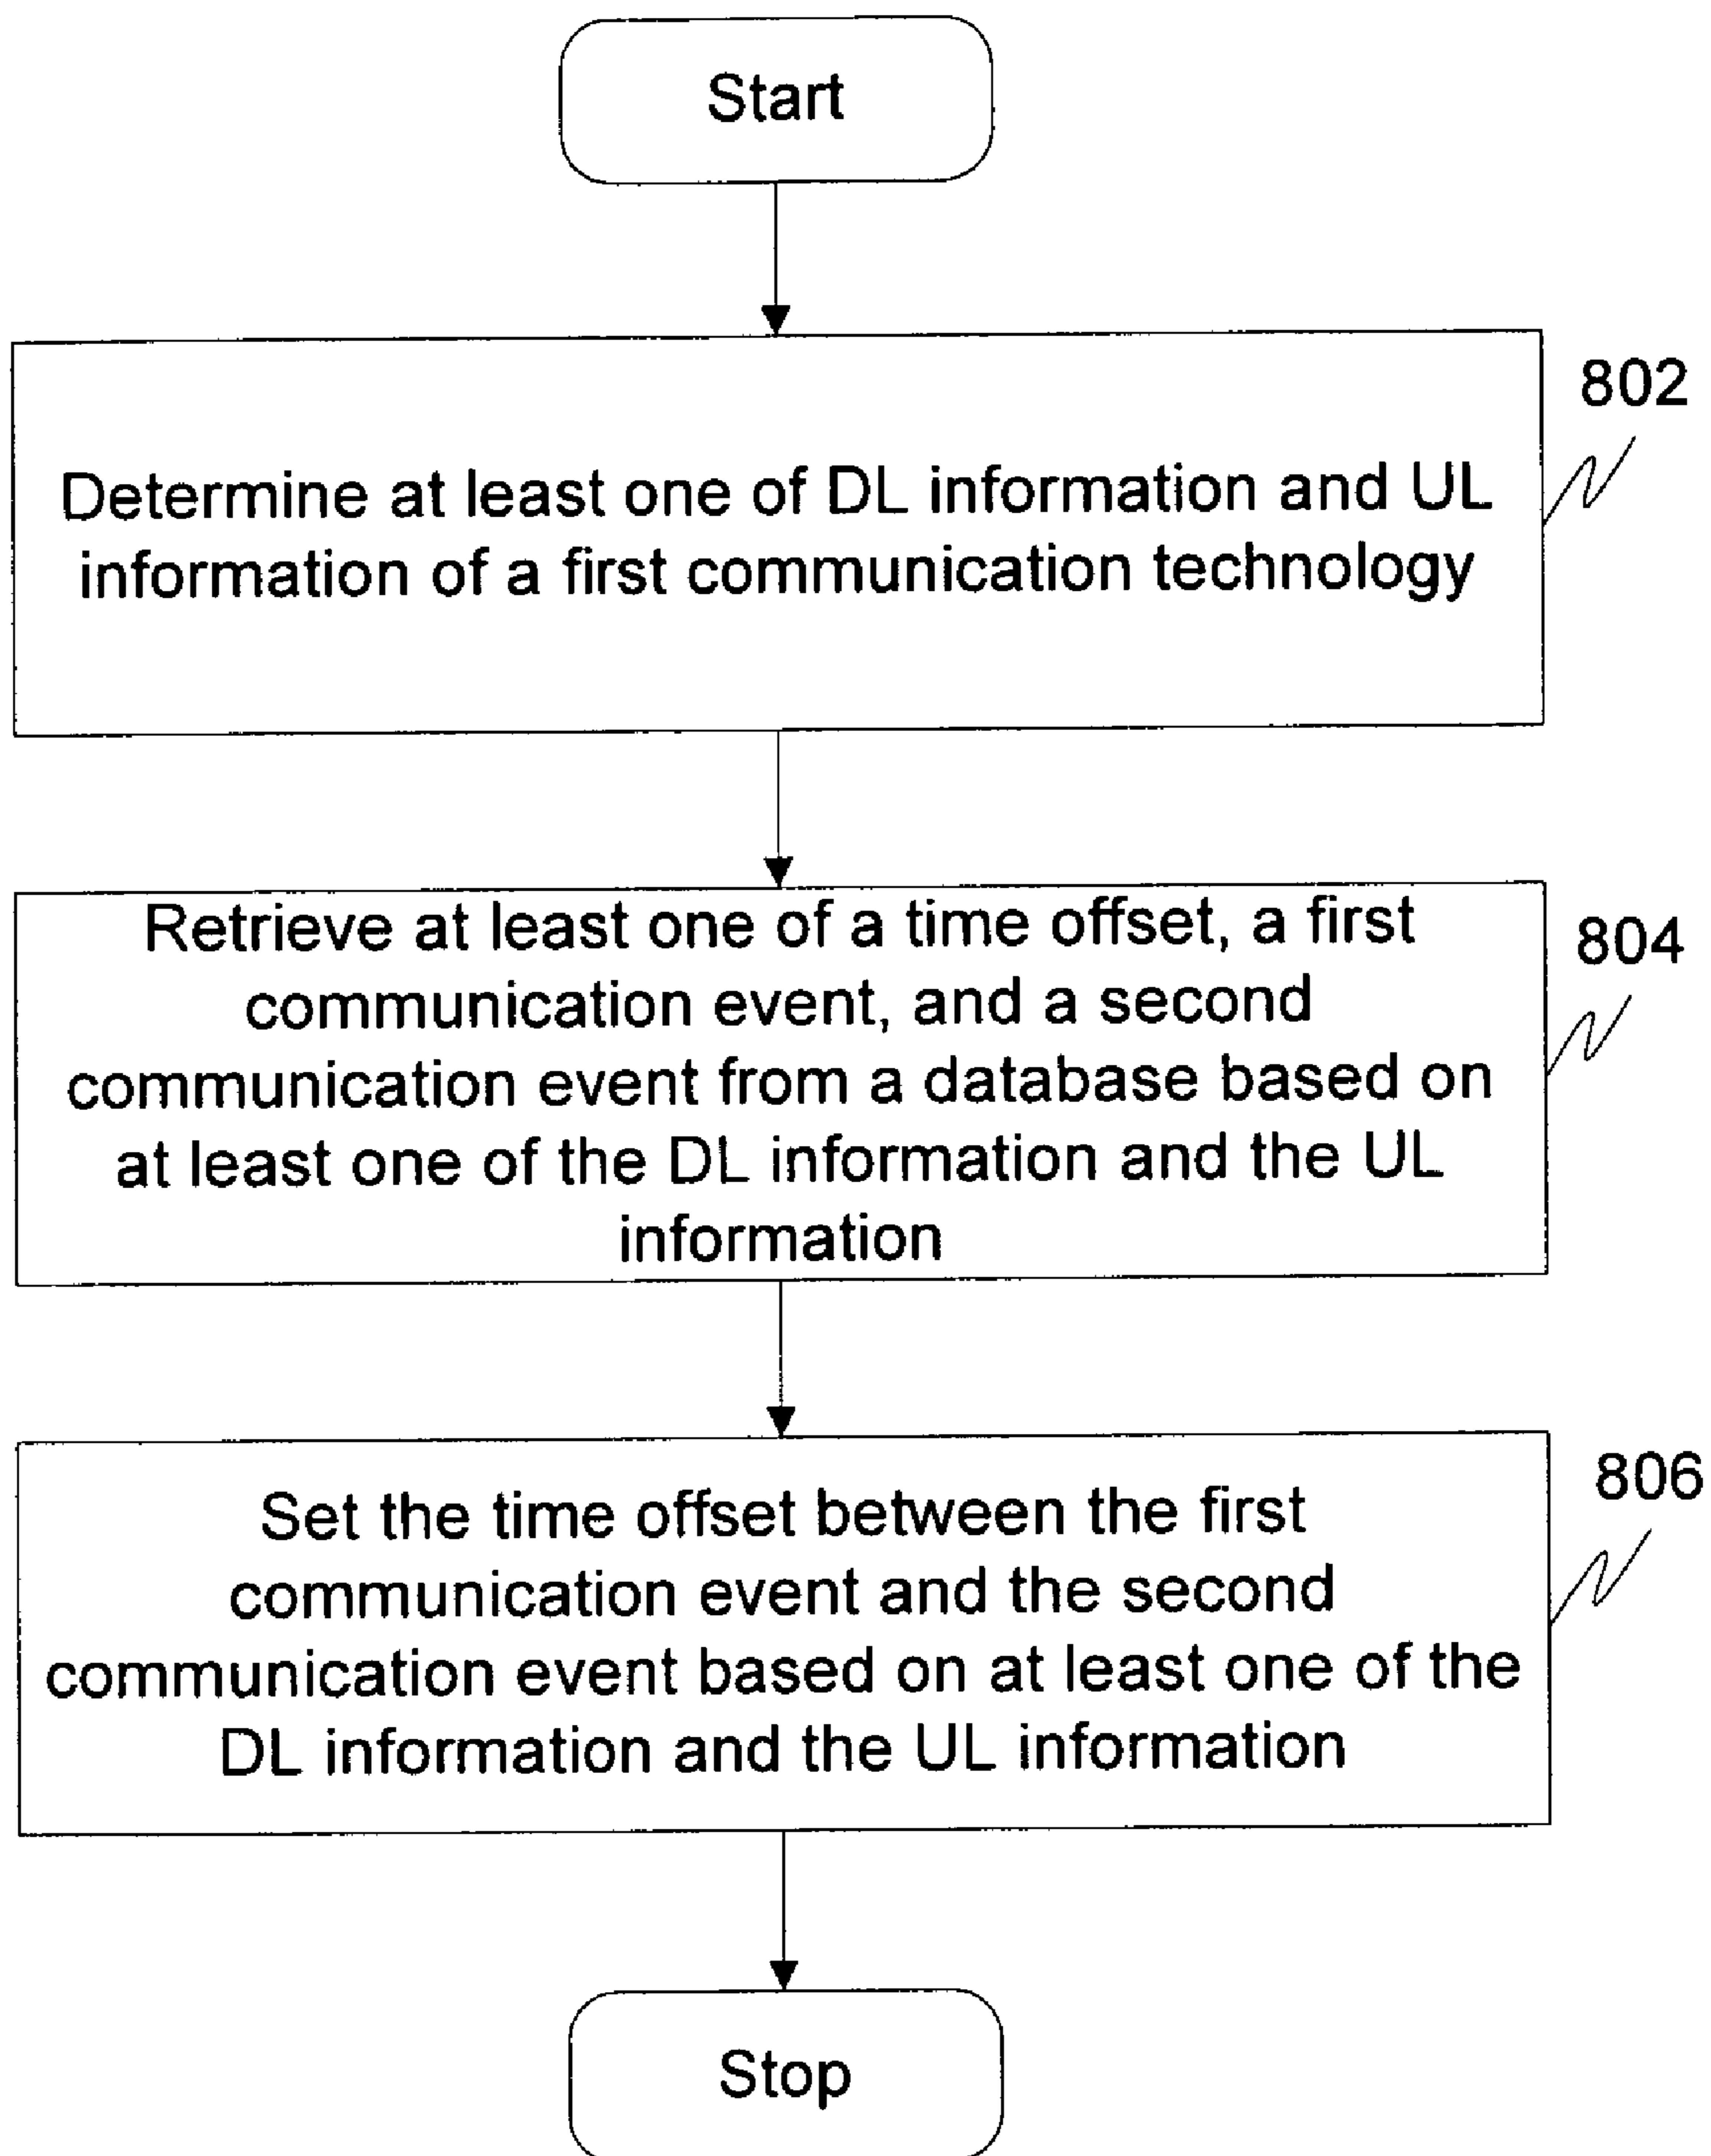 Start
802
Determine at least one of DL information and UL
information of a first communication technology
804
Retrieve at least one of a time offset, a first
communication event, and a second
communication event from a database based on
at least one of the DL information and the UL
information
806
Set the time offset between the first
communication event and the second
communication event based on at least one of the
DL information and the UL information
Stop